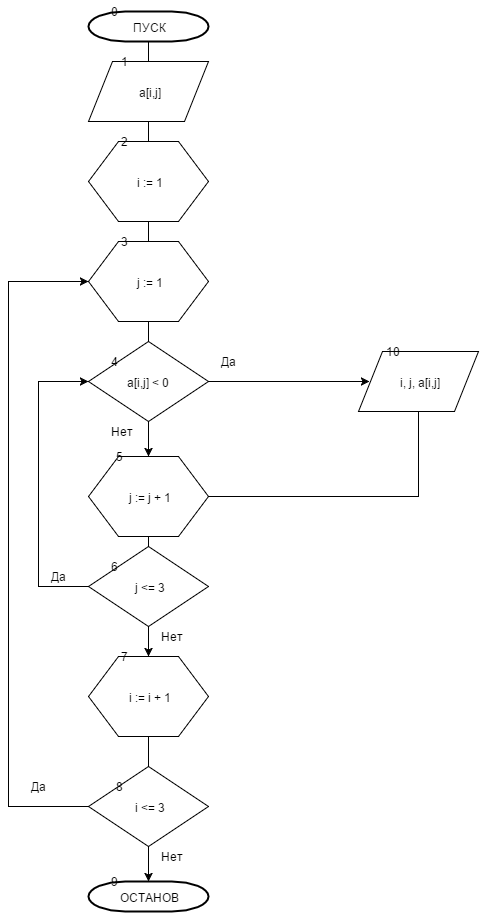 0
ПУСК
1
a[i,j]
2
i := 1
3
j := 1
4
a[i,j] < 0
Да
10
i, j, a[i,j]
Нет
5
j := j + 1
6
j <= 3
Да
Нет
7
i := i + 1
8
i <= 3
Да
Нет
9
ОСТАНОВ